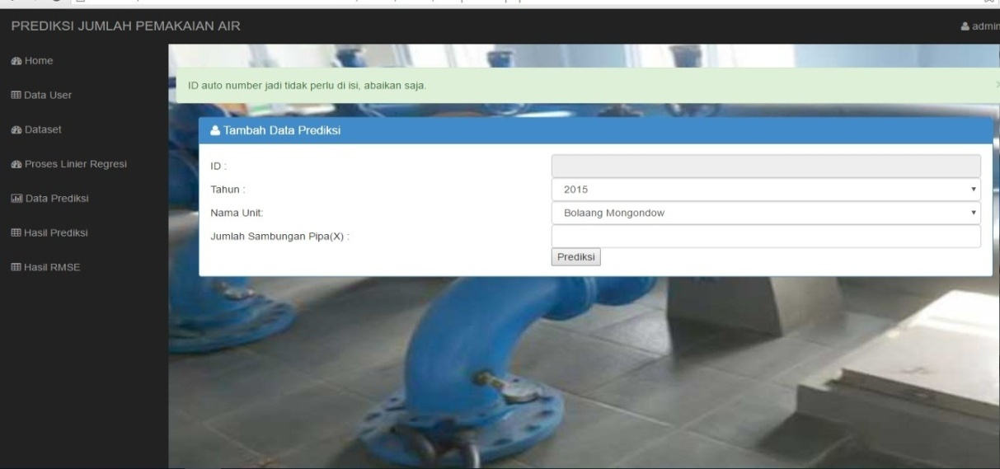 PREDIKSI JUMLAH PEMAKAIAN AIR
admin
Home
Data User
Dataset
Proses Linier Regresi
Data Prediksi
Hasil Prediksi
Hasil RMSE
ID auto number jadi tidak perlu di isi, abaikan saja.
Tambah Data Prediksi
ID :
Tahun :
2015
Nama Unit:
Bolaang Mongondow
Jumlah Sambungan Pipa(X) :
Prediksi